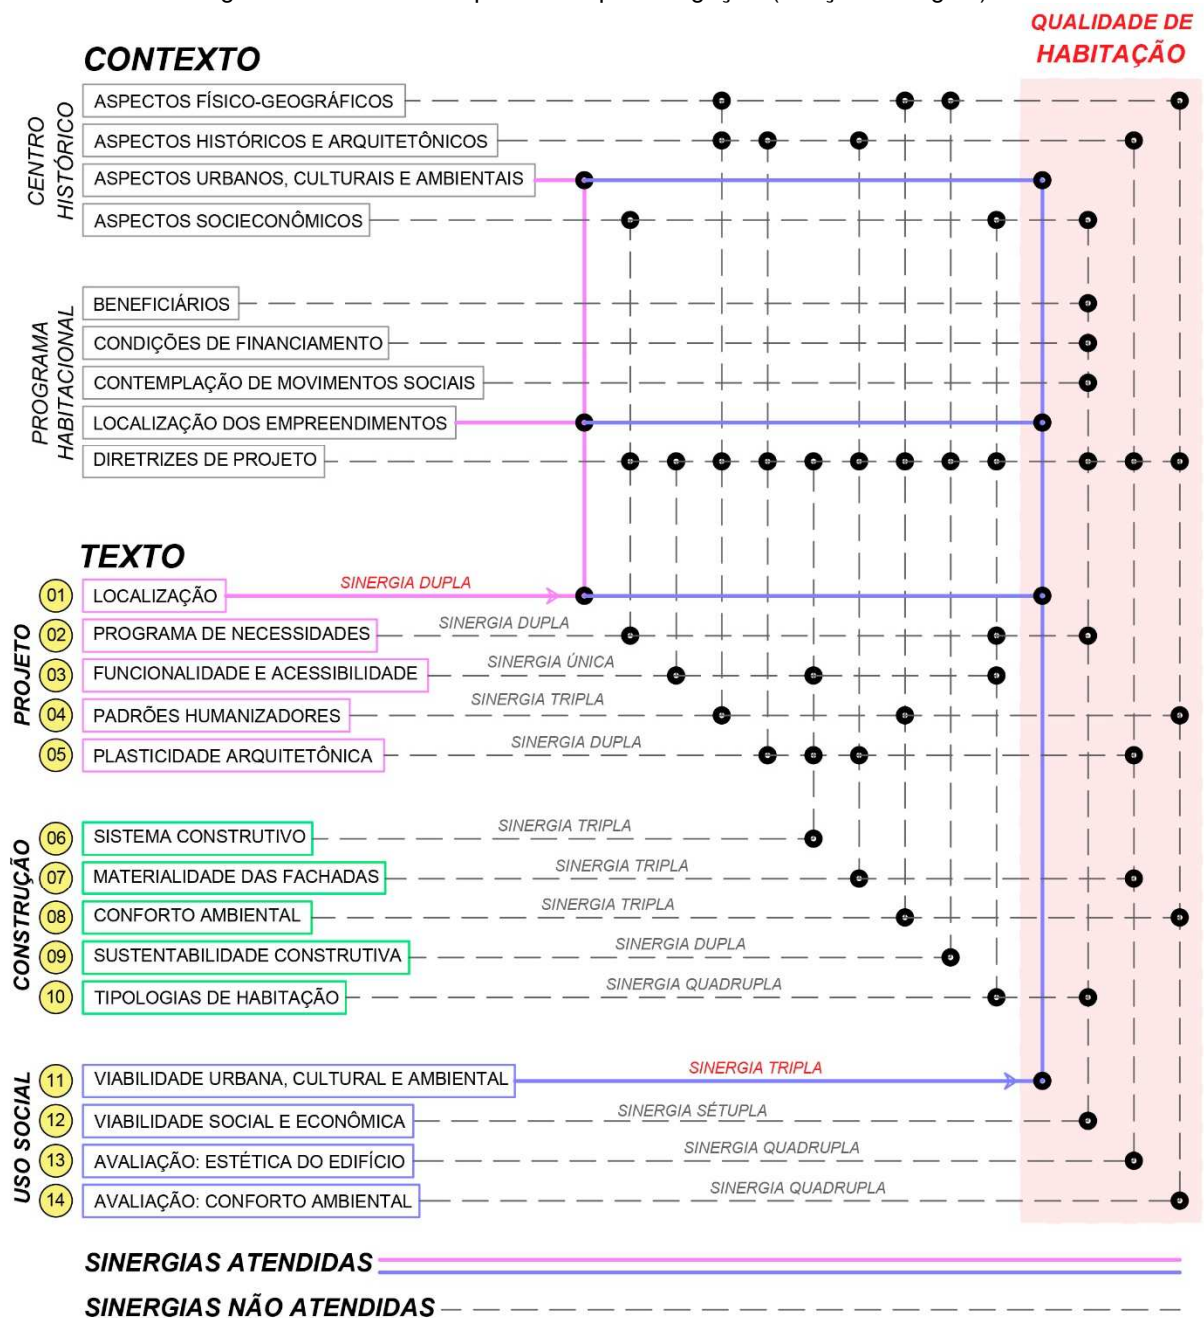 QUALIDADE DE
HABITAÇÃO
CONTEXTO
CENTRO
HISTÓRICO
ASPECTOS FÍSICO-GEOGRÁFICOS
ASPECTOS HISTÓRICOS E ARQUITETÔNICOS
ASPECTOS URBANOS, CULTURAIS E AMBIENTAIS
ASPECTOS SOCIECONÔMICOS
PROGRAMA
HABITACIONAL
BENEFICIÁRIOS
CONDIÇÕES DE FINANCIAMENTO
CONTEMPLAÇÃO DE MOVIMENTOS SOCIAIS
LOCALIZAÇÃO DOS EMPREENDIMENTOS
DIRETRIZES DE PROJETO
TEXTO
PROJETO
01 LOCALIZAÇÃO SINERGIA DUPLA
02 PROGRAMA DE NECESSIDADES SINERGIA DUPLA
03 FUNCIONALIDADE E ACESSIBILIDADE SINERGIA ÚNICA
04 PADRÕES HUMANIZADORES SINERGIA TRIPLA
05 PLASTICIDADE ARQUITETÔNICA SINERGIA DUPLA
CONSTRUÇÃO
06 SISTEMA CONSTRUTIVO SINERGIA TRIPLA
07 MATERIALIDADE DAS FACHADAS SINERGIA TRIPLA
08 CONFORTO AMBIENTAL SINERGIA TRIPLA
09 SUSTENTABILIDADE CONSTRUTIVA SINERGIA DUPLA
10 TIPOLOGIAS DE HABITAÇÃO SINERGIA QUADRUPLA
USO SOCIAL
11 VIABILIDADE URBANA, CULTURAL E AMBIENTAL SINERGIA TRIPLA
12 VIABILIDADE SOCIAL E ECONÔMICA SINERGIA SÉTUPLA
13 AVALIAÇÃO: ESTÉTICA DO EDIFÍCIO SINERGIA QUADRUPLA
14 AVALIAÇÃO: CONFORTO AMBIENTAL SINERGIA QUADRUPLA
SINERGIAS ATENDIDAS
SINERGIAS NÃO ATENDIDAS